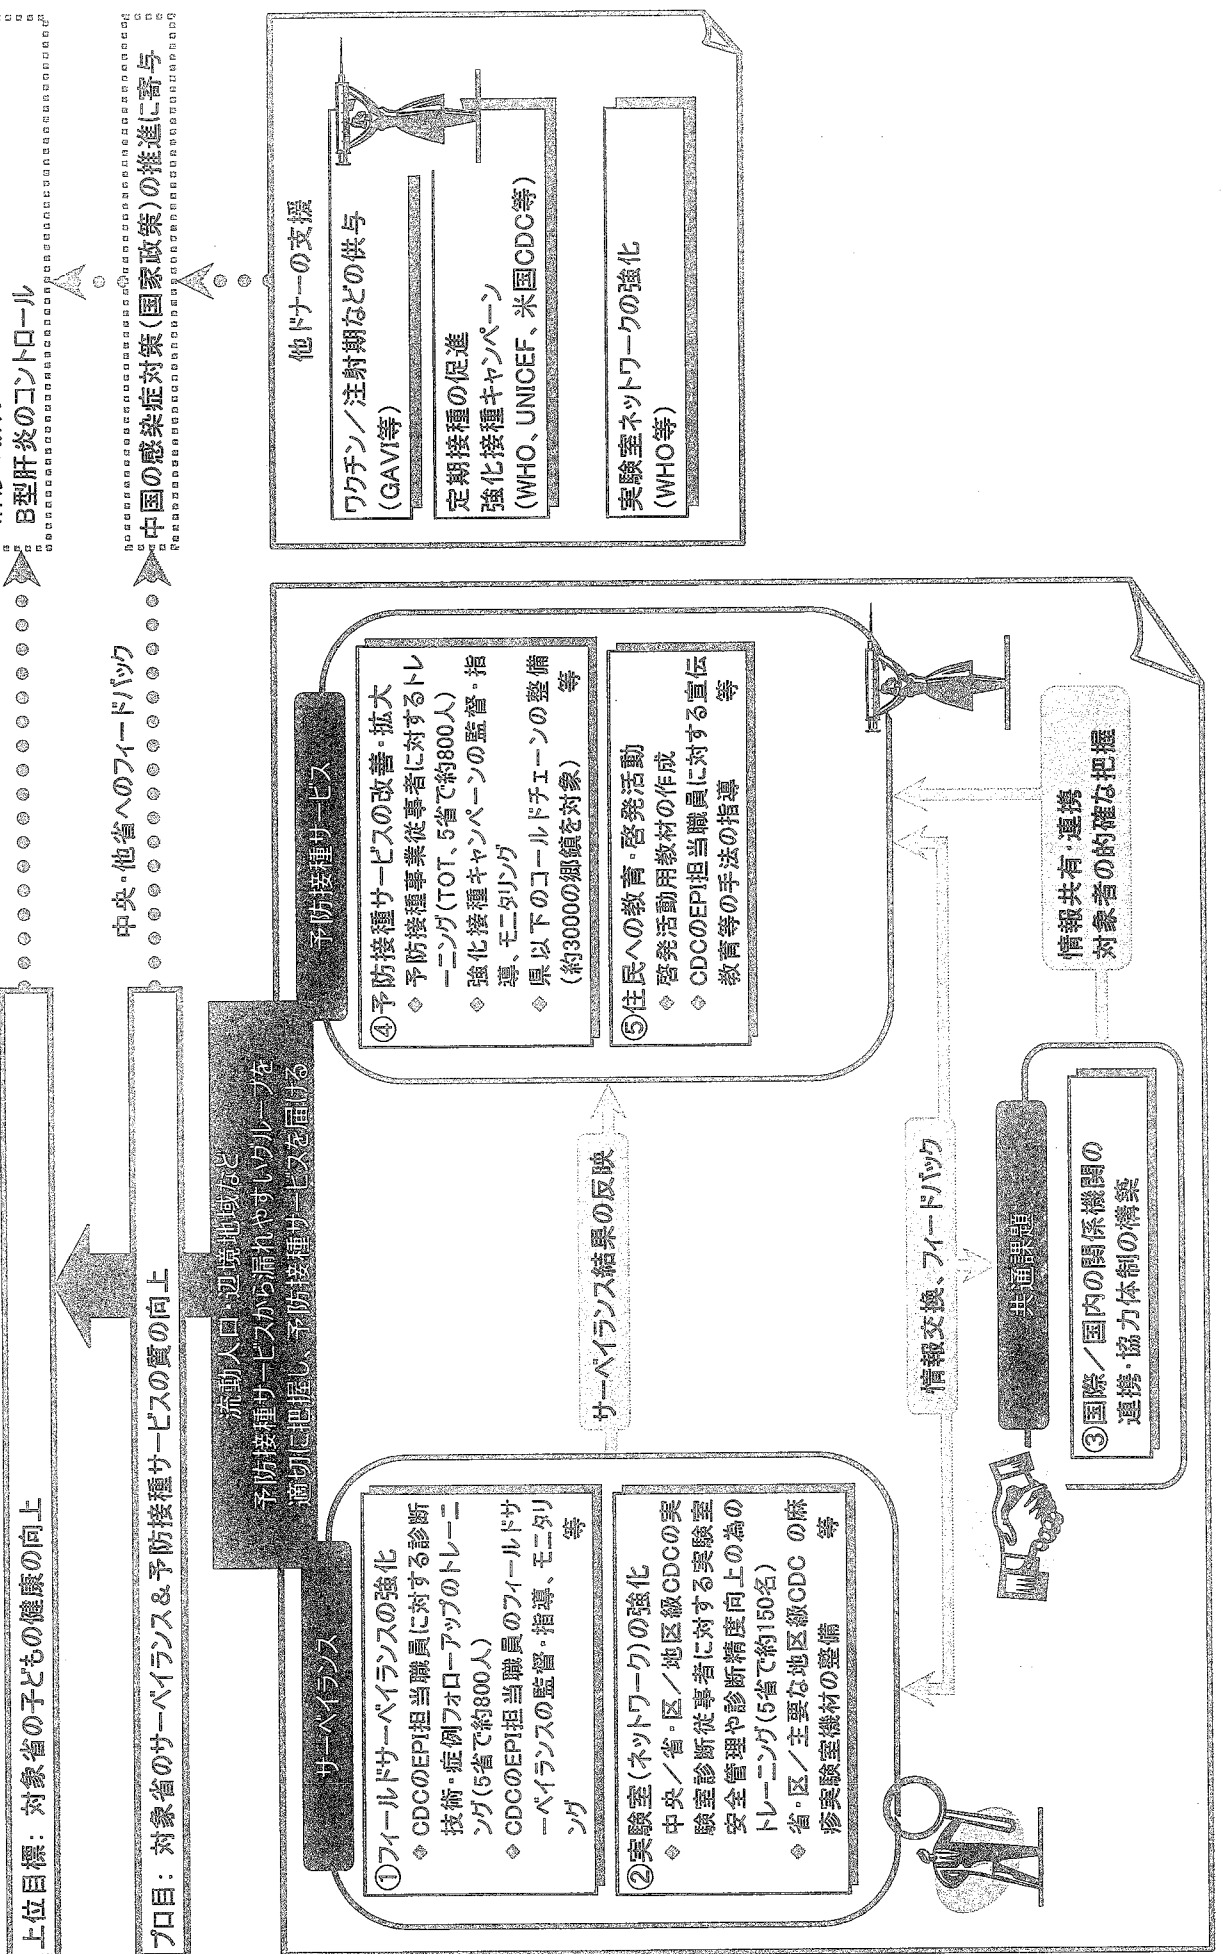 B型肝炎のコントロール
上位目標: 対象省の子どもの健康の向上
中央・他省へのフィードバック
中国の感染症対策(国家政策)の推進に寄与
プロ目: 対象省のサーベイランス&予防接種サービスの質の向上
流動人口、辺境地域など
予防接種サービスから漏れやすいグループを
適切に把握し、予防接種サービスを届ける
サーベイランス
①フィールドサーベイランスの強化
◇ CDCのEPI担当職員に対する診断
技術・症例フォローアップのトレーニ
ング(5省で約800人)
◇ CDCのEPI担当職員のフィールドサ
ーベイランスの監督・指導、モニタリ
ング 等
②実験室(ネットワーク)の強化
◇ 中央/省・区/地区級CDCの実
験室診断従事者に対する実験室
安全管理や診断精度向上の為の
トレーニング(5省で約150名)
◇ 省・区/主要な地区級CDC の麻
疹実験室機材の整備 等
サーベイランス結果の反映
予防接種サービス
④予防接種サービスの改善・拡大
◇ 予防接種事業従事者に対するトレ
ーニング(TOT、5省で約800人)
◇ 強化接種キャンペーンの監督・指
導、モニタリング
◇ 県以下のコールドチェーンの整備
(約3000の郷鎮を対象) 等
⑤住民への教育・啓発活動
◇ 啓発活動用教材の作成
◇ CDCのEPI担当職員に対する宣伝
教育等の手法の指導 等
情報交換、フィードバック
共通課題
③国際/国内の関係機関の
連携・協力体制の構築
情報共有・連携
対象者の的確な把握
他ドナーの支援
ワクチン/注射期などの供与
(GAVI等)
定期接種の促進
強化接種キャンペーン
(WHO、UNICEF、米国CDC等)
実験室ネットワークの強化
(WHO等)